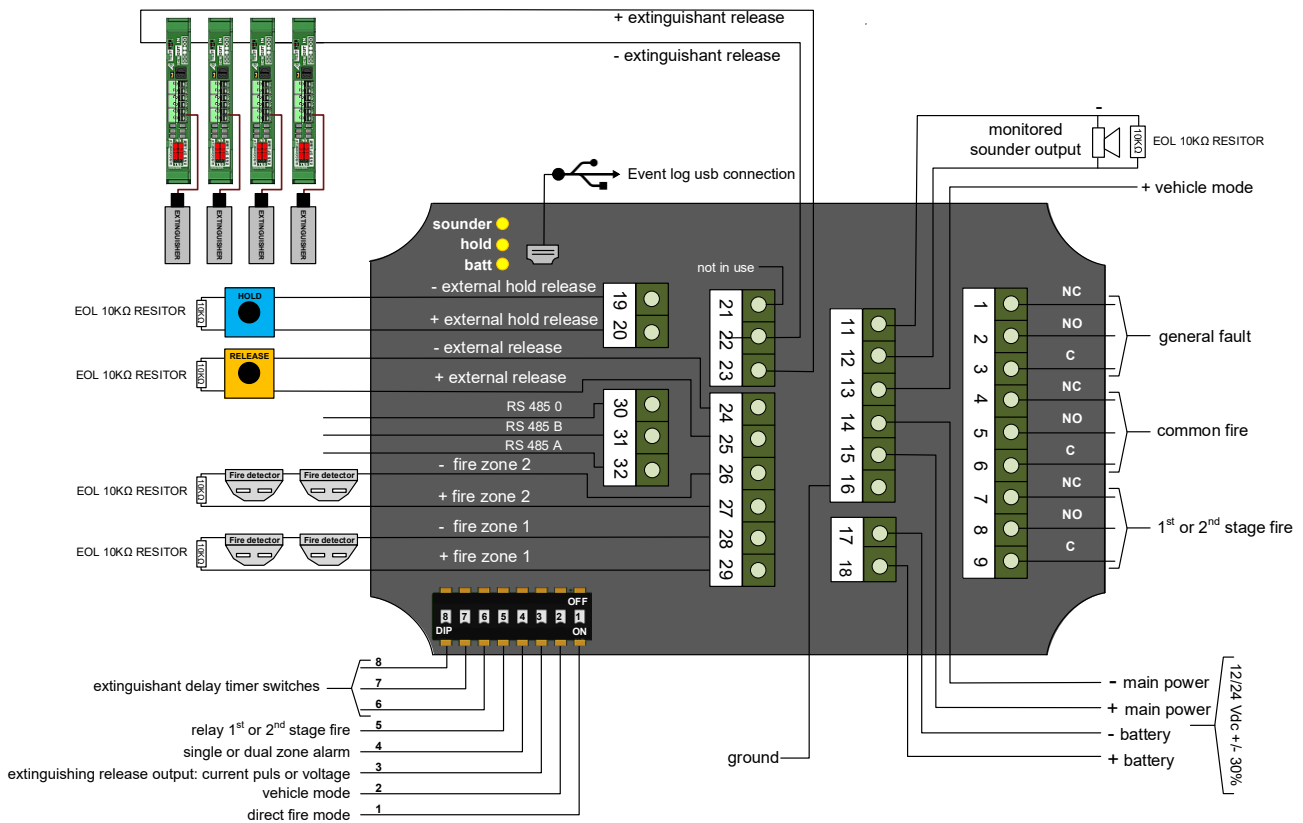 + extinguishant release
- extinguishant release
EXTINGUISHER
EXTINGUISHER
EXTINGUISHER
EXTINGUISHER
-
monitored
sounder output
10KΩ
EOL 10KΩ RESITOR
Event log usb connection
+ vehicle mode
sounder
hold
batt
not in use
EOL 10KΩ RESITOR
10KΩ
HOLD
- external hold release
+ external hold release
19
20
21
22
23
EOL 10KΩ RESITOR
10KΩ
RELEASE
- external release
+ external release
RS 485 0
RS 485 B
RS 485 A
30
31
32
24
25
26
27
28
29
EOL 10KΩ RESITOR
10KΩ
Fire detector
Fire detector
- fire zone 2
+ fire zone 2
EOL 10KΩ RESITOR
10KΩ
Fire detector
Fire detector
- fire zone 1
+ fire zone 1
11
12
13
14
15
16
17
18
1
2
3
4
5
6
7
8
9
NC
NO
C
general fault
NC
NO
C
common fire
NC
NO
C
1st or 2nd stage fire
OFF
8 7 6 5 4 3 2 1
DIP
ON
8
extinguishant delay timer switches
7
6
relay 1st or 2nd stage fire
5
single or dual zone alarm
4
extinguishing release output: current puls or voltage
3
vehicle mode
2
direct fire mode
1
ground
- main power
+ main power
- battery
+ battery
12/24 Vdc +/- 30%